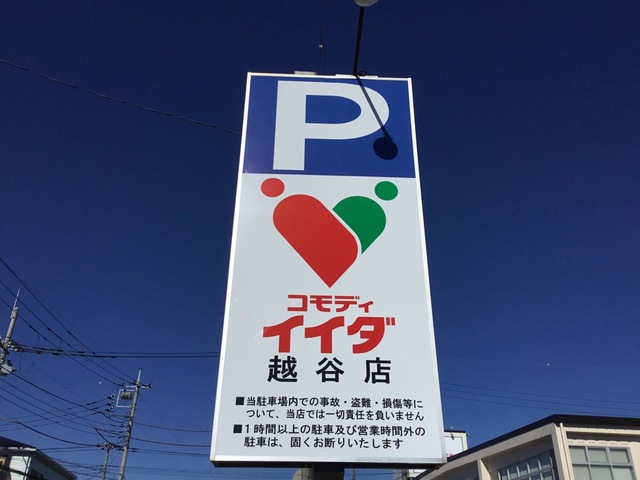 P
コモディ
イイダ
越谷店
■当駐車場内での事故・盗難・損傷等に
ついて、当店では一切責任を負いません
■1時間以上の駐車及び営業時間外の
駐車は、固くお断りいたします